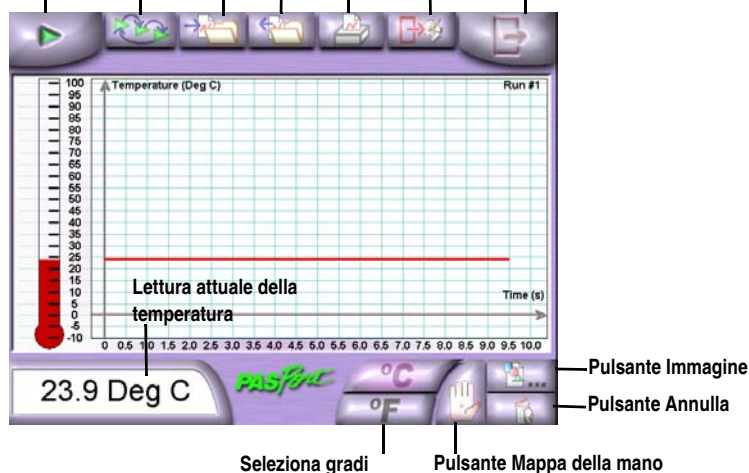 Temperature (Deg C)
Run #1
100
95
90
85
80
75
70
65
60
55
50
45
40
35
30
25
20
15
10
5
0
-5
-10
Lettura attuale della
temperatura
Time (s)
0 0.5 1.0 1.5 2.0 2.5 3.0 3.5 4.0 4.5 5.0 5.5 6.0 6.5 7.0 7.5 8.0 8.5 9.0 9.5 10.0
23.9 Deg C
PASPort
°C
°F
Pulsante Immagine
Pulsante Annulla
Seleziona gradi
Pulsante Mappa della mano